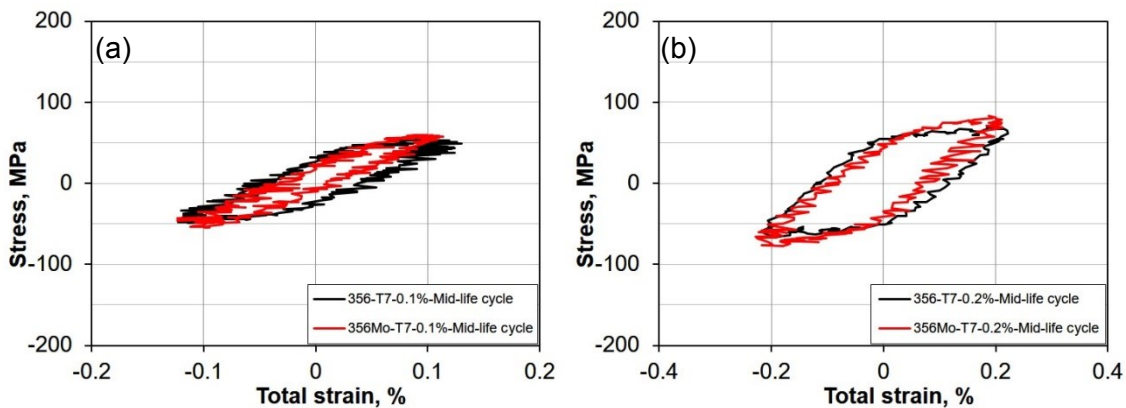 (a)
Stress, MPa
200
100
0
-100
-200
-0.2
-0.1
0
0.1
0.2
Total strain, %
356-T7-0.1%-Mid-life cycle
356Mo-T7-0.1%-Mid-life cycle
(b)
Stress, MPa
200
100
0
-100
-200
-0.4
-0.2
0
0.2
0.4
Total strain, %
356-T7-0.2%-Mid-life cycle
356Mo-T7-0.2%-Mid-life cycle